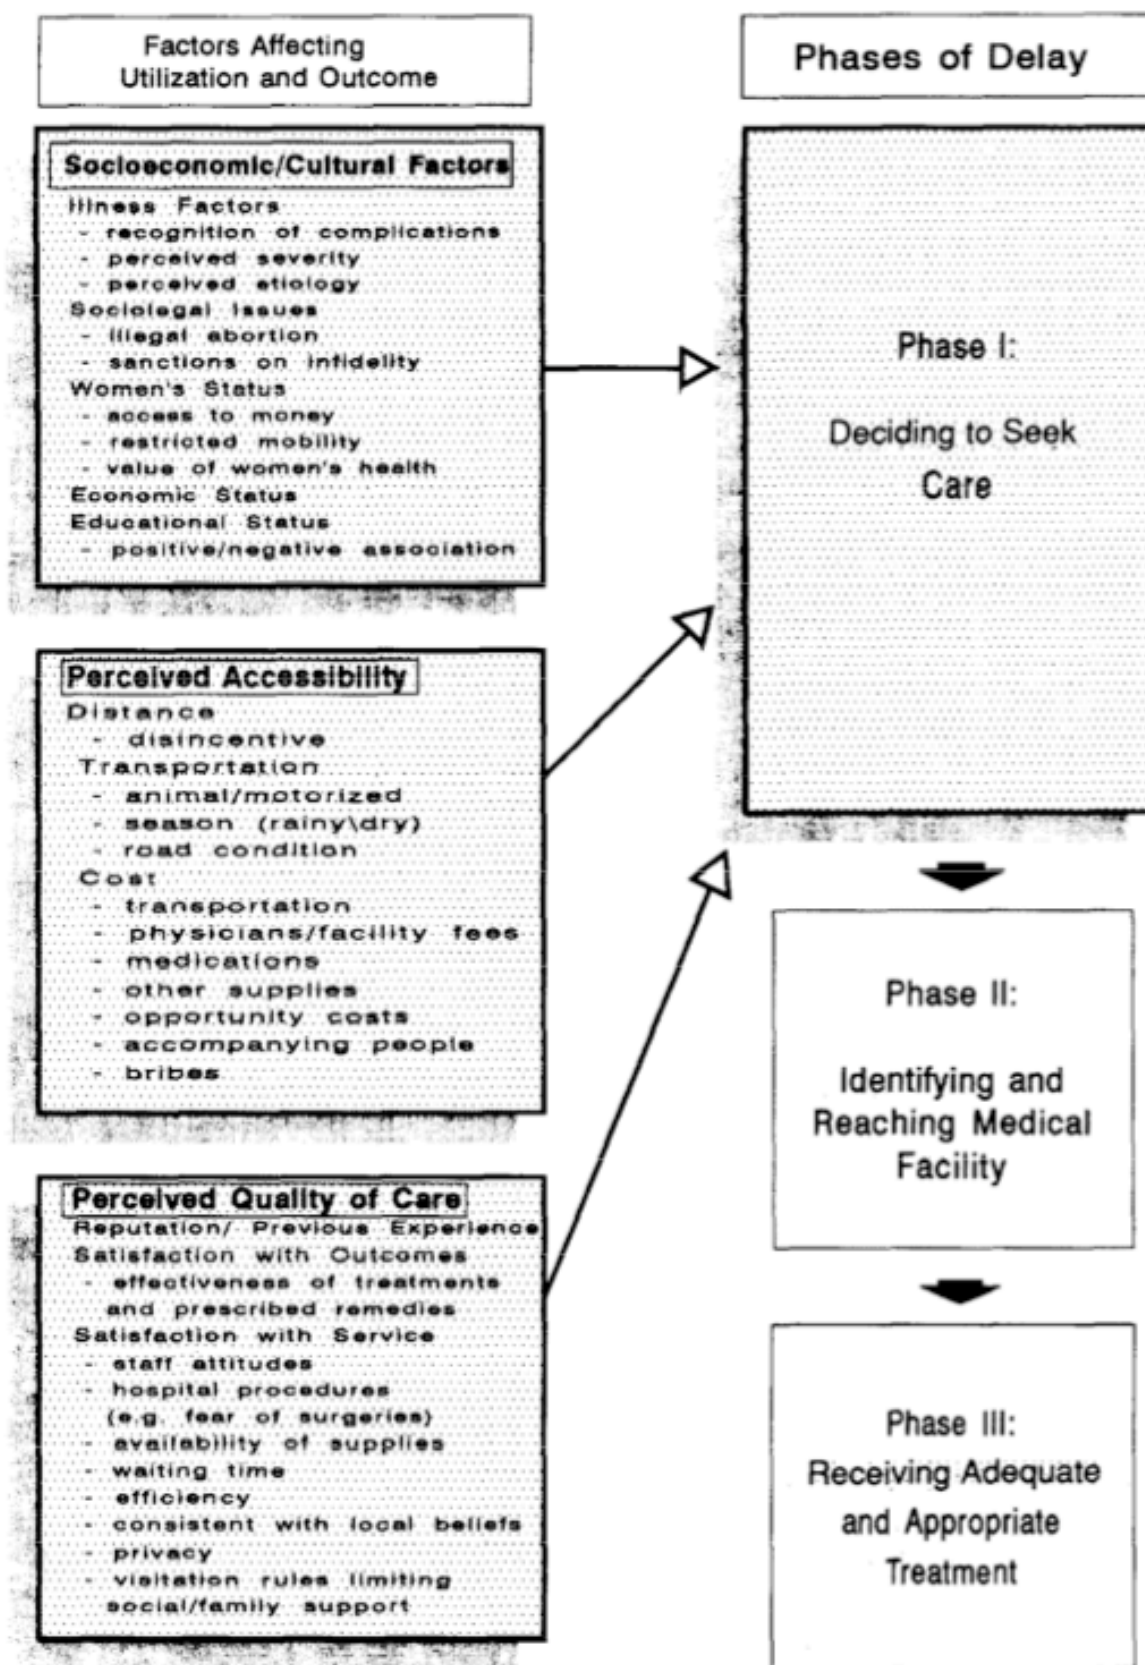 Factors Affecting
Utilization and Outcome
Socioeconomic/Cultural Factors
Illness Factors
- recognition of complications
- perceived severity
- perceived etiology
Sociolegal Issues
- illegal abortion
- sanctions on infidelity
Women's Status
- access to money
- restricted mobility
- value of women's health
Economic Status
Educational Status
- positive/negative association
Perceived Accessibility
Distance
- disincentive
Transportation
- animal/motorized
- season (rainy\dry)
- road condition
Cost
- transportation
- physicians/facility fees
- medications
- other supplies
- opportunity costs
- accompanying people
- bribes
Perceived Quality of Care
Reputation/ Previous Experience
Satisfaction with Outcomes
- effectiveness of treatments
and prescribed remedies
Satisfaction with Service
- staff attitudes
- hospital procedures
(e.g. fear of surgeries)
- availability of supplies
- waiting time
- efficiency
- consistent with local beliefs
- privacy
- visitation rules limiting
social/family support
Phases of Delay
Phase I:
Deciding to Seek
Care
Phase II:
Identifying and
Reaching Medical
Facility
Phase III:
Receiving Adequate
and Appropriate
Treatment